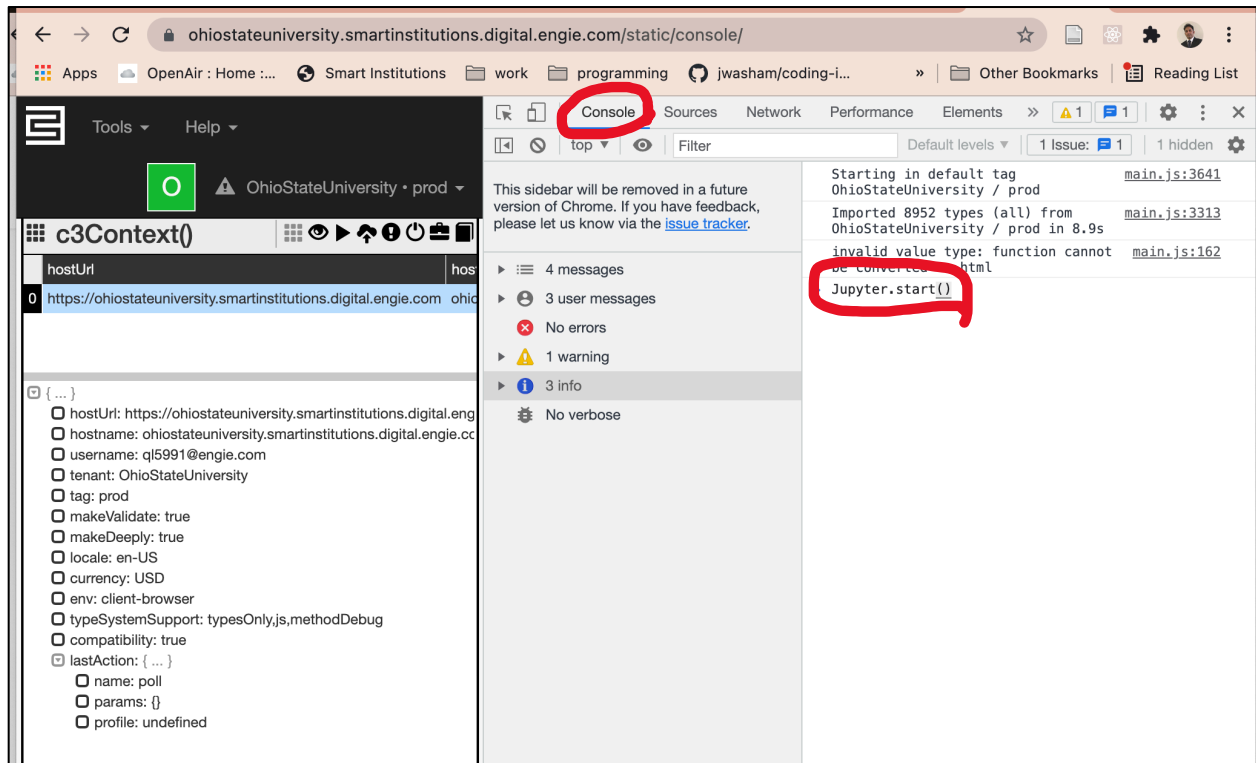 ohiostateuniversity.smartinstitutions.digital.engie.com/static/console/
Apps OpenAir : Home :... Smart Institutions work programming jwasham/coding-i... » Other Bookmarks Reading List
Tools Help
O OhioStateUniversity • prod
c3Context()
hostUrl hos
0 https://ohiostateuniversity.smartinstitutions.digital.engie.com ohio
{ ... }
hostUrl: https://ohiostateuniversity.smartinstitutions.digital.eng
hostname: ohiostateuniversity.smartinstitutions.digital.engie.cc
username: ql5991@engie.com
tenant: OhioStateUniversity
tag: prod
makeValidate: true
makeDeeply: true
locale: en-US
currency: USD
env: client-browser
typeSystemSupport: typesOnly,js,methodDebug
compatibility: true
lastAction: { ... }
name: poll
params: {}
profile: undefined
Console Sources Network Performance Elements » 1 1
top Filter Default levels 1 Issue: 1 1 hidden
This sidebar will be removed in a future
version of Chrome. If you have feedback,
please let us know via the issue tracker.
4 messages
3 user messages
No errors
1 warning
3 info
No verbose
Starting in default tag main.js:3641
OhioStateUniversity / prod
Imported 8952 types (all) from main.js:3313
OhioStateUniversity / prod in 8.9s
invalid value type: function cannot main.js:162
be converted html
Jupyter.start()